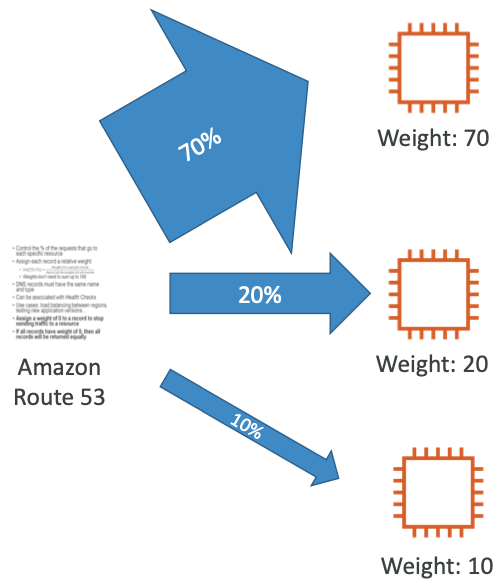 70%
Weight: 70
• Control the % of the requests that go to
each specific resource
• Assign each record a relative weight
• Weights don't need to sum up to 100
• DNS records must have the same name
and type
• Can be associated with Health Checks
• Use cases: load balancing between regions,
testing new application versions…
• Assign a weight of 0 to a record to stop
sending traffic to a resource
• If all records have weight of 0, then all
records will be returned equally
Amazon
Route 53
20%
Weight: 20
10%
Weight: 10